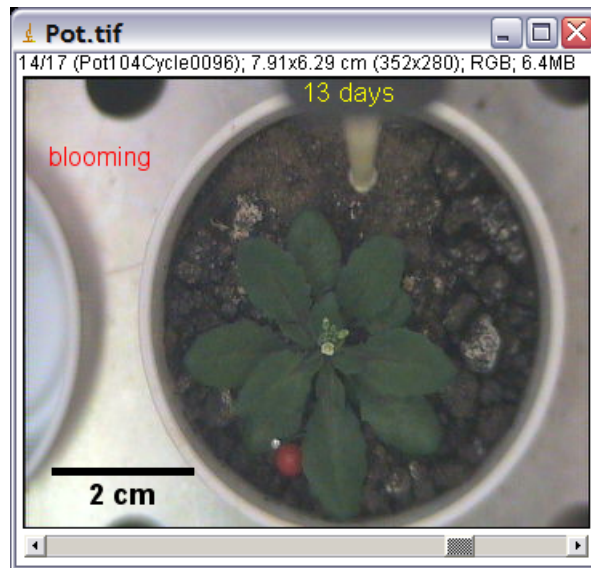 Pot.tif
14/17 (Pot104Cycle0096); 7.91x6.29 cm (352x280); RGB; 6.4MB
13 days
blooming
2 cm